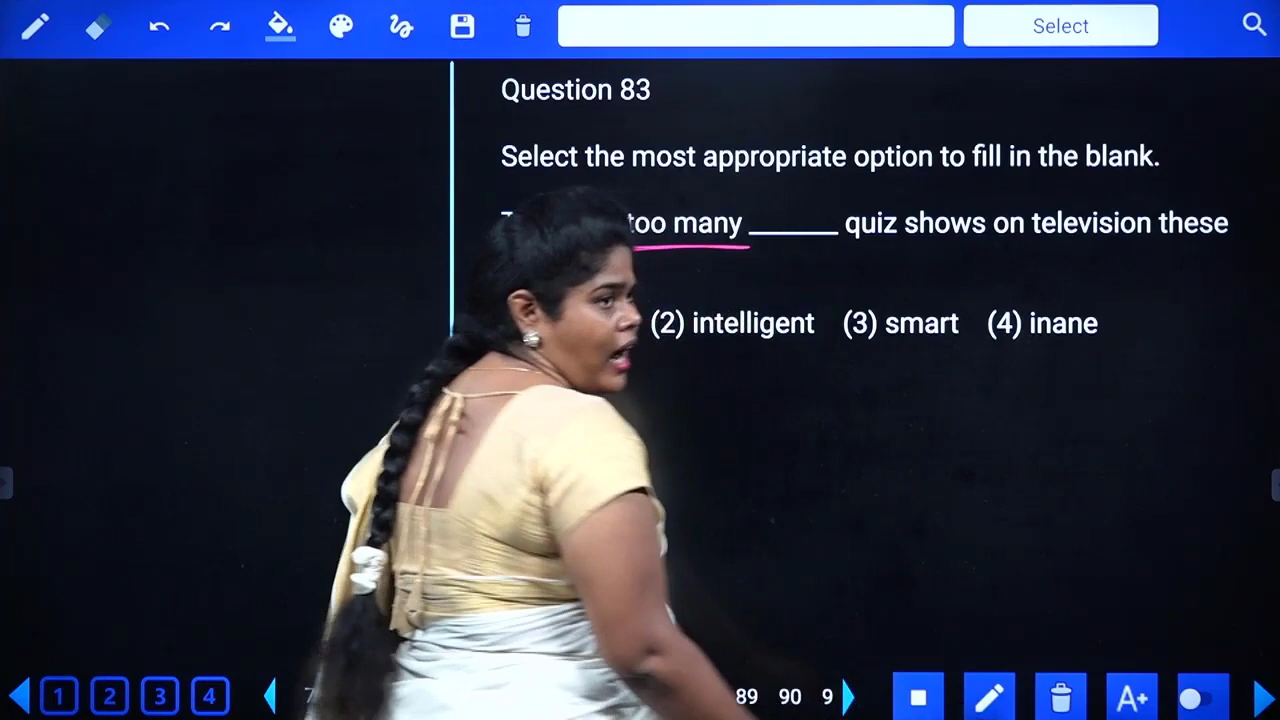 Select
Question 83
Select the most appropriate option to fill in the blank.
too many ______ quiz shows on television these
(2) intelligent (3) smart (4) inane
1 2 3 4 89 90 9 A+